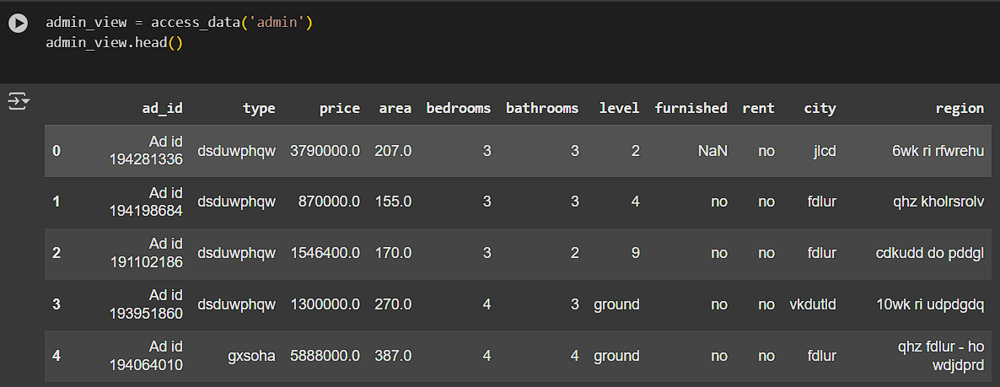 admin_view = access_data('admin')
admin_view.head()
ad_id type price area bedrooms bathrooms level furnished rent city region
0 Ad id 194281336 dsduwphqw 3790000.0 207.0 3 3 2 NaN no jlcd 6wk ri rfwrehu
1 Ad id 194198684 dsduwphqw 870000.0 155.0 3 3 4 no no fdlur qhz kholrsrolv
2 Ad id 191102186 dsduwphqw 1546400.0 170.0 3 2 9 no no fdlur cdkudd do pddgl
3 Ad id 193951860 dsduwphqw 1300000.0 270.0 4 3 ground no no vkdutld 10wk ri udpdgdq
4 Ad id 194064010 gxsoha 5888000.0 387.0 4 4 ground no no fdlur qhz fdlur - ho wdjdprd